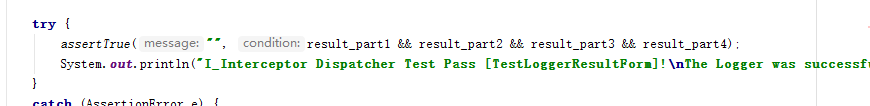 try {
assertTrue( message: "", condition: result_part1 && result_part2 && result_part3 && result_part4);
System.out.println("I_Interceptor Dispatcher Test Pass [TestLoggerResultForm]!\nThe Logger was
}
catch (AssertionError e) {